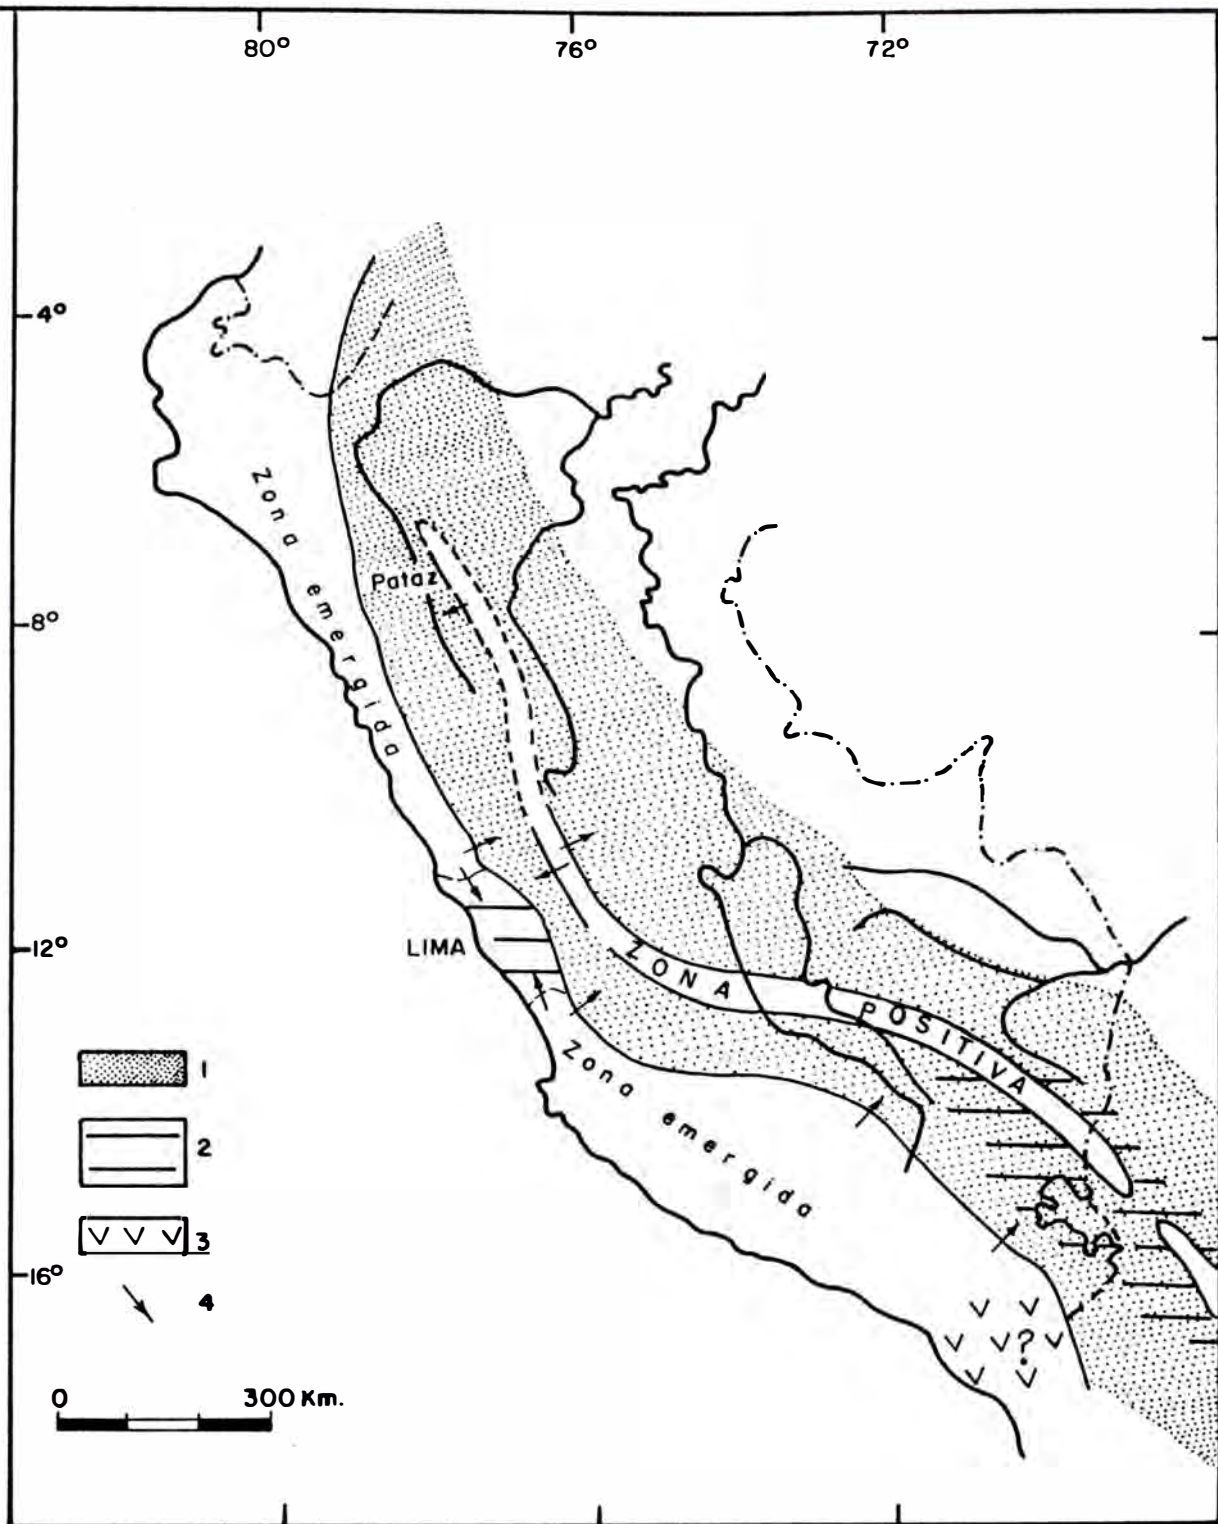 80° 76° 72°
4°
8°
12°
16°
Zona emergida
Pataz
LIMA
ZONA POSITIVA
Zona emergida
?
1
2
V V V 3
4
V V
V V V
V V
0 300 Km.